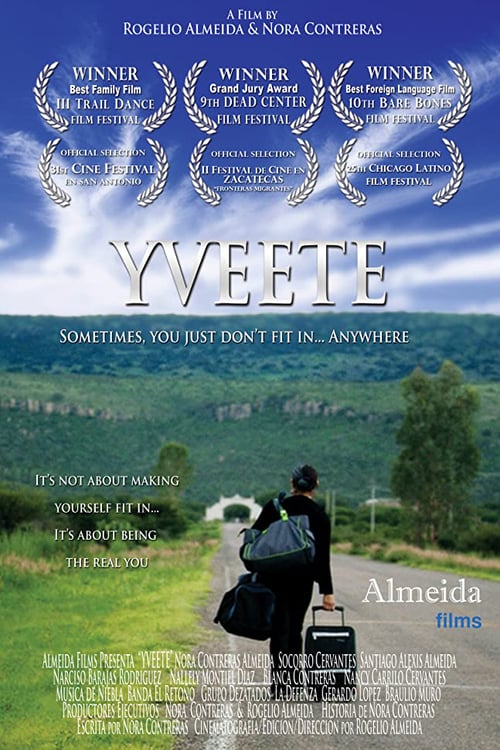 A FILM BY
ROGELIO ALMEIDA & NORA CONTRERAS
WINNER
Best Family Film
III TRAIL DANCE
FILM FESTIVAL
WINNER
Grand Jury Award
9TH DEAD CENTER
FILM FESTIVAL
WINNER
Best Foreign Language Film
10TH BARE BONES
FILM FESTIVAL
OFFICIAL SELECTION
31ST CINE FESTIVAL
EN SAN ANTONIO
OFFICIAL SELECTION
II FESTIVAL DE CINE EN
ZACATECAS
"FRONTERAS MIGRANTES"
OFFICIAL SELECTION
25TH CHICAGO LATINO
FILM FESTIVAL
YVEETE
SOMETIMES, YOU JUST DON'T FIT IN... ANYWHERE
IT'S NOT ABOUT MAKING
YOURSELF FIT IN...
IT'S ABOUT BEING
THE REAL YOU
Almeida
films
ALMEIDA FILMS PRESENTA "YVEETE" NORA CONTRERAS ALMEIDA SOCORRO CERVANTES SANTIAGO ALEXIS ALMEIDA
NARCISO BARAJAS RODRIGUEZ NALLELY MONTIEL DIAZ BIANCA CONTRERAS NANCY CARRILO CERVANTES
MUSICA DE NIEBLA BANDA EL RETONO GRUPO DEZATADOS LA DEFENZA GERARDO LOPEZ BRAULIO MURO
PRODUCTORES EJECUTIVOS NORA CONTRERAS & ROGELIO ALMEIDA HISTORIA DE NORA CONTRERAS
ESCRITA POR NORA CONTRERAS CINEMATOGRAFIA/EDICION/DIRECCION POR ROGELIO ALMEIDA